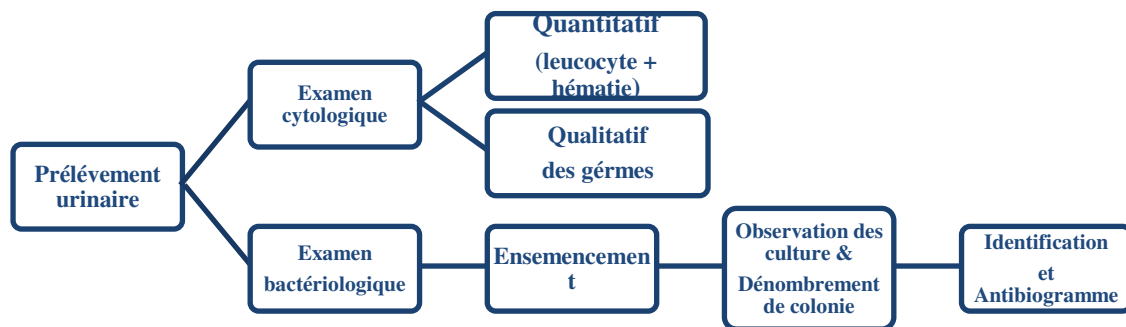 Prélévement
urinaire
Examen
cytologique
Quantitatif
(leucocyte +
hématie)
Qualitatif
des gérmes
Examen
bactériologique
Ensemencemen
t
Observation des
culture &
Dénombrement
de colonie
Identification
et
Antibiogramme